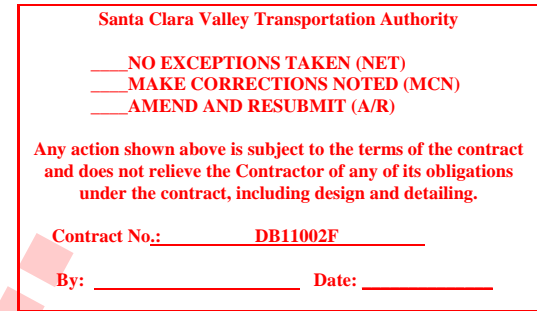 Santa Clara Valley Transportation Authority
____NO EXCEPTIONS TAKEN (NET)
____MAKE CORRECTIONS NOTED (MCN)
____AMEND AND RESUBMIT (A/R)
Any action shown above is subject to the terms of the contract
and does not relieve the Contractor of any of its obligations
under the contract, including design and detailing.
Contract No.: DB11002F
By: ____________ Date: ____________